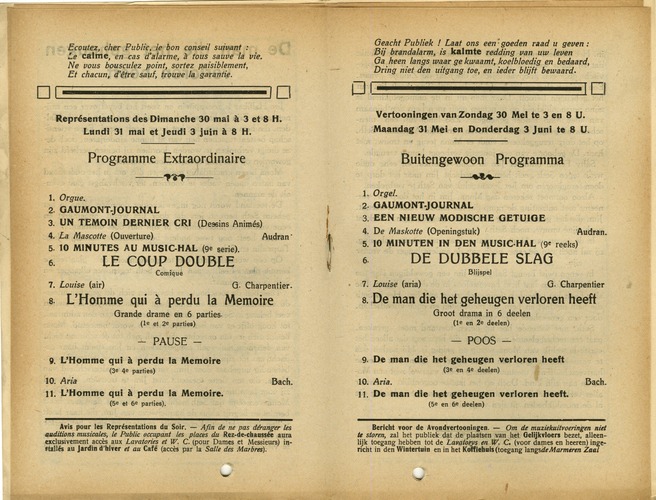 Ecoutez, cher Public, le bon conseil suivant :
Le calme, en cas d'alarme, à tous sauve la vie.
Ne vous bousculez point, sortez paisiblement,
Et chacun, d'être sauf, trouve la garantie.
Représentations des Dimanche 30 mai à 3 et 8 H.
Lundi 31 mai et Jeudi 3 juin à 8 H.
Programme Extraordinaire
1. Orgue.
2. GAUMONT-JOURNAL
3. UN TEMOIN DERNIER CRI (Dessins Animés)
4. La Mascotte (Ouverture) Audran
5. 10 MINUTES AU MUSIC-HAL (9e serie).
6. LE COUP DOUBLE
Comique
7. Louise (air) G. Charpentier.
8. L'Homme qui à perdu la Memoire
Grande drame en 6 parties.
(1e et 2e parties)
— PAUSE —
9. L'Homme qui à perdu la Memoire
(3e 4e parties)
10. Aria Bach.
11. L'Homme qui à perdu la Memoire.
(5e et 6e parties).
Avis pour les Représentations du Soir. — Afin de ne pas déranger les
auditions musicales, le Public occupant les places du Rez-de-chaussée aura
exclusivement accès aux Lavatories et W. C. (pour Dames et Messieurs) in-
stallés au Jardin d'hiver et au Café (accès par la Salle des Marbres).
Geacht Publiek ! Laat ons een goeden raad u geven :
Bij brandalarm, is kalmte redding van uw leven
Ga heen langs waar ge kwaamt, koelbloedig en bedaard,
Dring niet den uitgang toe, en ieder blijft bewaard.
Vertooningen van Zondag 30 Mei te 3 en 8 U.
Maandag 31 Mei en Donderdag 3 Juni te 8 U.
Buitengewoon Programma
1. Orgel.
2. GAUMONT-JOURNAL
3. EEN NIEUW MODISCHE GETUIGE
4. De Maskotte (Openingstuk) Audran.
5. 10 MINUTEN IN DEN MUSIC-HAL (9e reeks)
6. DE DUBBELE SLAG
Blijspel
7. Louise (aria) G. Charpentier
8. De man die het geheugen verloren heeft
Groot drama in 6 deelen
(1e en 2e deelen)
— POOS —
9. De man die het geheugen verloren heeft
(3e en 4e deelen)
10. Aria. Bach.
11. De man die het geheugen verloren heeft.
(5e en 6e deelen)
Bericht voor de Avondvertooningen. — Om de muziekuitvoeringen niet
te storen, zal het publiek dat de plaatsen van het Gelijkvloers bezet, alleen-
lijk toegang hebben tot de Lavatoeys en W. C. (voor dames en heeren) inge-
richt in den Wintertuin en in het Koffiehuis (toegang langs de Marmeren Zaal